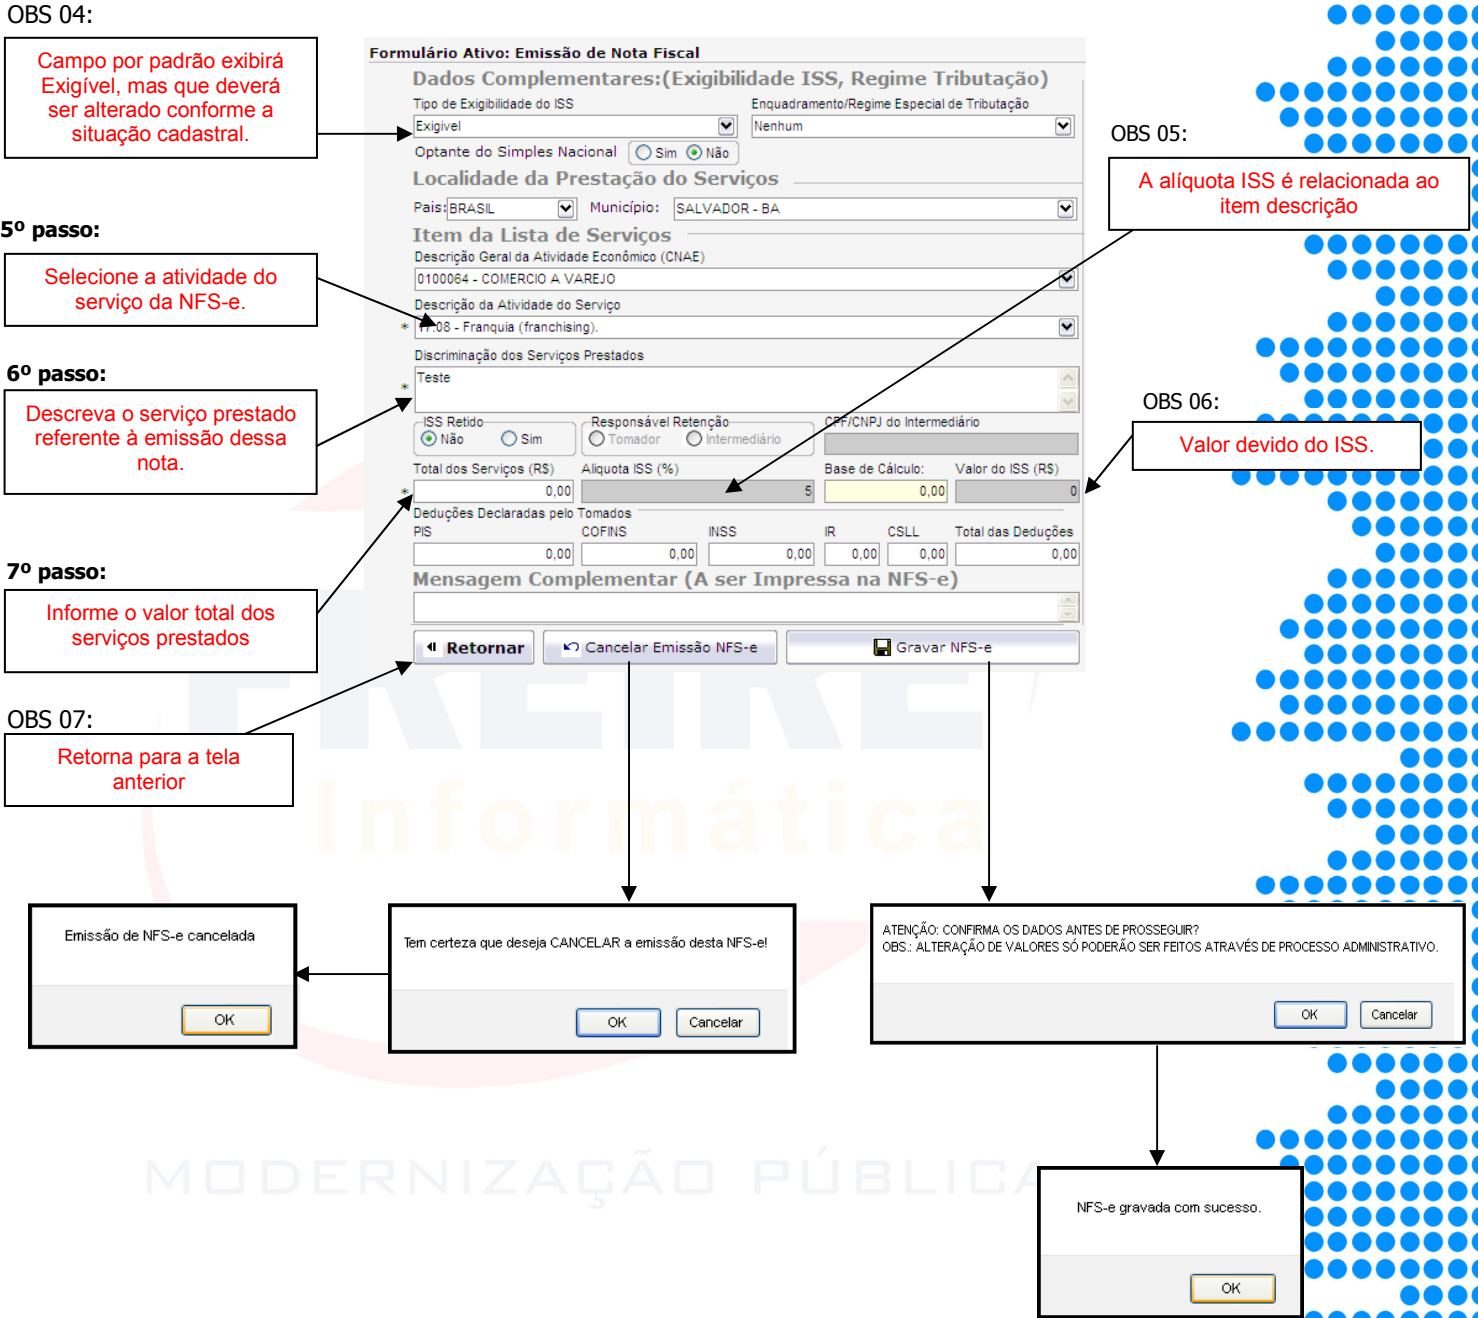 OBS 04:
Campo por padrão exibirá
Exigível, mas que deverá
ser alterado conforme a
situação cadastral.
Formulário Ativo: Emissão de Nota Fiscal
Dados Complementares:(Exigibilidade ISS, Regime Tributação)
Tipo de Exigibilidade do ISS
Enquadramento/Regime Especial de Tributação
Exigivel
Nenhum
Optante do Simples Nacional Sim Não
OBS 05:
A alíquota ISS é relacionada ao
item descrição
Localidade da Prestação do Serviços
Pais: BRASIL Município: SALVADOR - BA
5º passo:
Selecione a atividade do
serviço da NFS-e.
Item da Lista de Serviços
Descrição Geral da Atividade Econômico (CNAE)
0100064 - COMERCIO A VAREJO
Descrição da Atividade do Serviço
* 17.08 - Franquia (franchising).
6º passo:
Descreva o serviço prestado
referente à emissão dessa
nota.
Discriminação dos Serviços Prestados
* Teste
ISS Retido Responsável Retenção CPF/CNPJ do Intermediário
Não Sim Tomador Intermediário
OBS 06:
Valor devido do ISS.
Total dos Serviços (R$) Aliquota ISS (%) Base de Cálculo: Valor do ISS (R$)
* 0,00 5 0,00 0
Deduções Declaradas pelo Tomados
PIS COFINS INSS IR CSLL Total das Deduções
0,00 0,00 0,00 0,00 0,00 0,00
7º passo:
Informe o valor total dos
serviços prestados
Mensagem Complementar (A ser Impressa na NFS-e)
Retornar Cancelar Emissão NFS-e Gravar NFS-e
OBS 07:
Retorna para a tela
anterior
FREIRE
Informática
Emissão de NFS-e cancelada
OK
Tem certeza que deseja CANCELAR a emissão desta NFS-e!
OK Cancelar
ATENÇÃO: CONFIRMA OS DADOS ANTES DE PROSSEGUIR?
OBS.: ALTERAÇÃO DE VALORES SÓ PODERÃO SER FEITOS ATRAVÉS DE PROCESSO ADMINISTRATIVO.
OK Cancelar
MODERNIZAÇÃO PÚBLICA
NFS-e gravada com sucesso.
OK